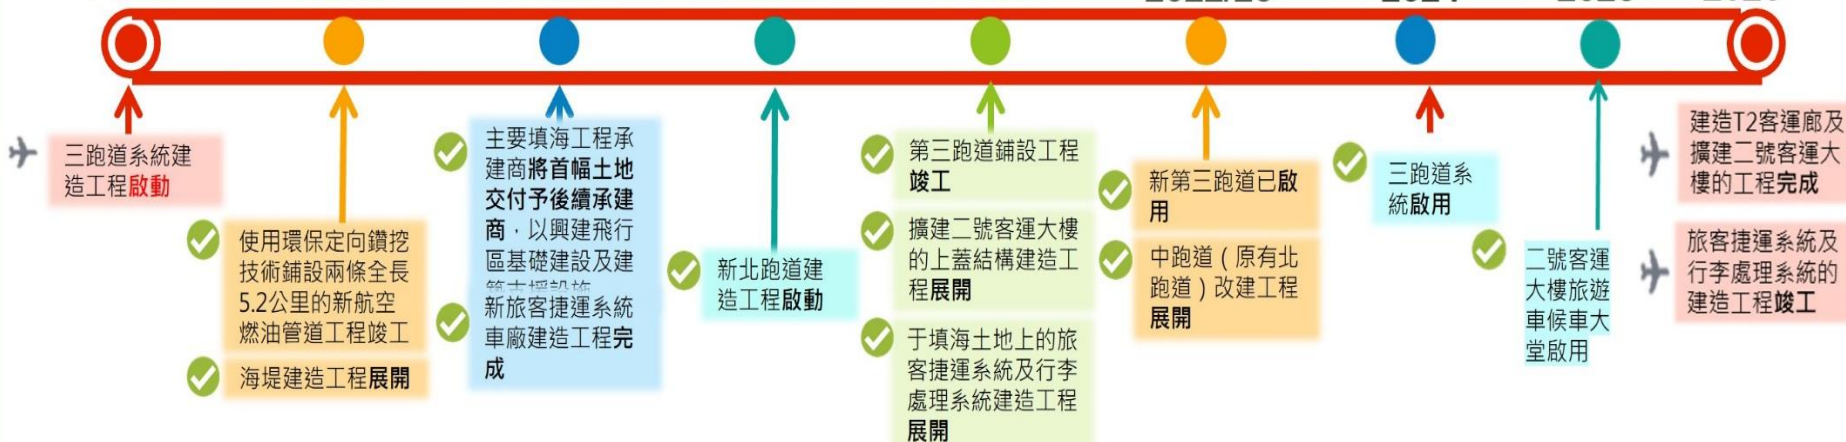 三跑道系統建
造工程啟動
使用環保定向鑽挖
技術鋪設兩條全長
5.2公里的新航空
燃油管道工程竣工
海堤建造工程展開
主要填海工程承
建商將首幅土地
交付予後續承建
商，以興建飛行
區基礎建設及建
新旅客捷運系統
車廠建造工程完
成
新北跑道建
造工程啟動
第三跑道鋪設工程
竣工
擴建二號客運大樓
的上蓋結構建造工
程展開
于填海土地上的旅
客捷運系統及行李
處理系統建造工程
展開
新第三跑道已啟
用
中跑道（原有北
跑道）改建工程
展開
三跑道系
統啟用
二號客運
大樓旅遊
車候車大
堂啟用
建造T2客運廊及
擴建二號客運大
樓的工程完成
旅客捷運系統及
行李處理系統的
建造工程竣工